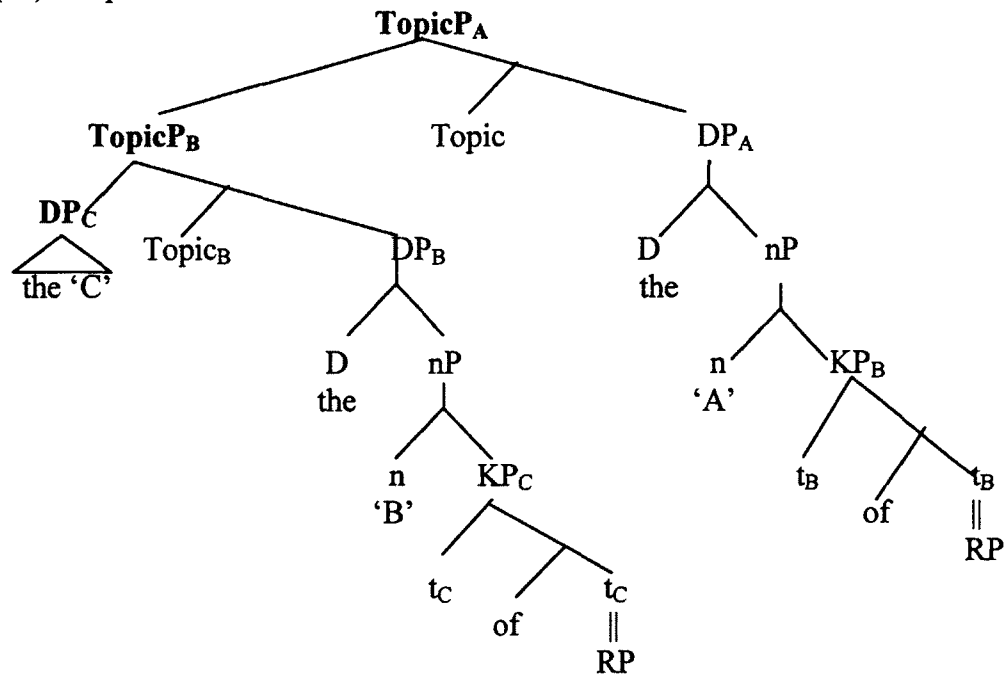 TopicP_A
TopicP_B Topic DP_A
DP_C Topic_B DP_B D nP
the 'C' the
D nP n KP_B
the 'A'
n KP_C t_B t_B
'B' of ||
RP
t_C t_C
of ||
RP